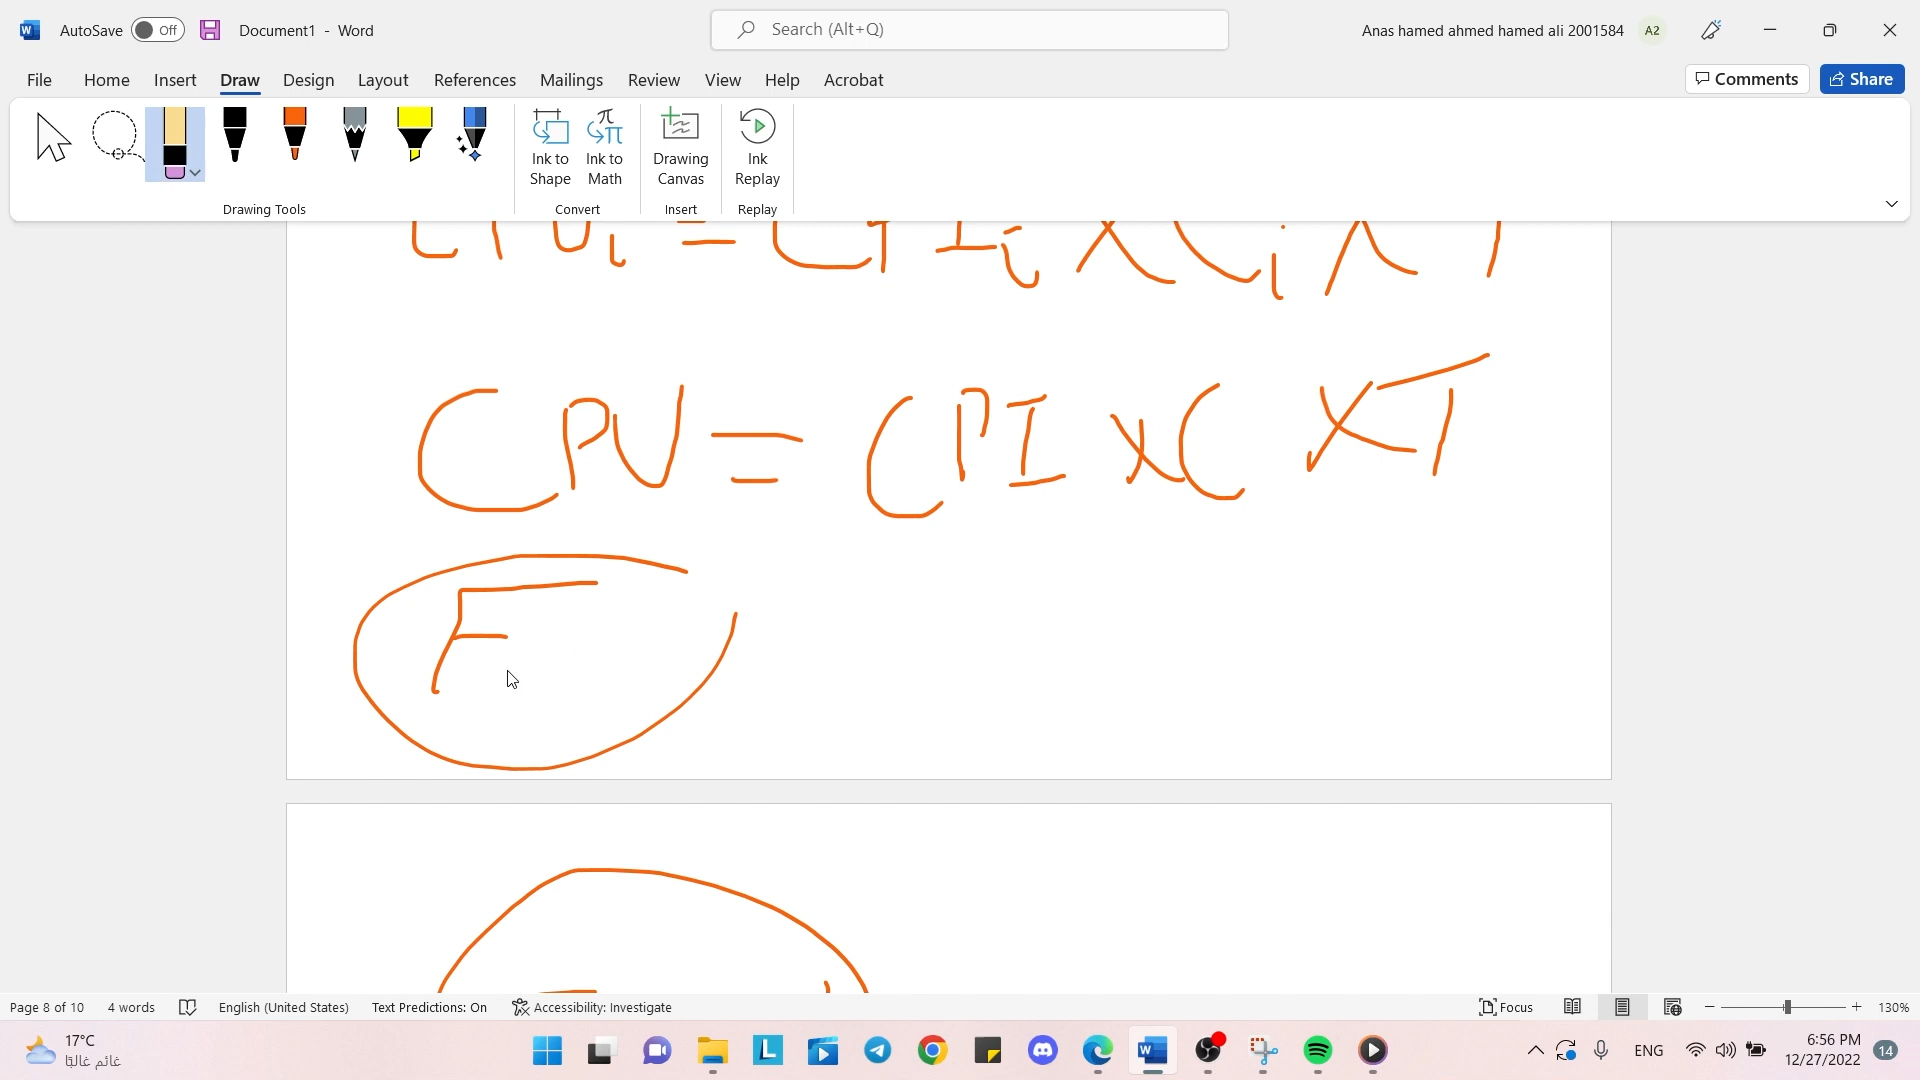 AutoSave Off Document1 - Word Search (Alt+Q) Anas hamed ahmed hamed ali 2001584 A2
File Home Insert Draw Design Layout References Mailings Review View Help Acrobat Comments Share
Ink to Shape Ink to Math Drawing Canvas Ink Replay
Drawing Tools Convert Insert Replay
CPU = CPI X C X T
F
Page 8 of 10 4 words English (United States) Text Predictions: On Accessibility: Investigate Focus 130%
17°C ENG 6:56 PM 14
غائم غالبًا 12/27/2022